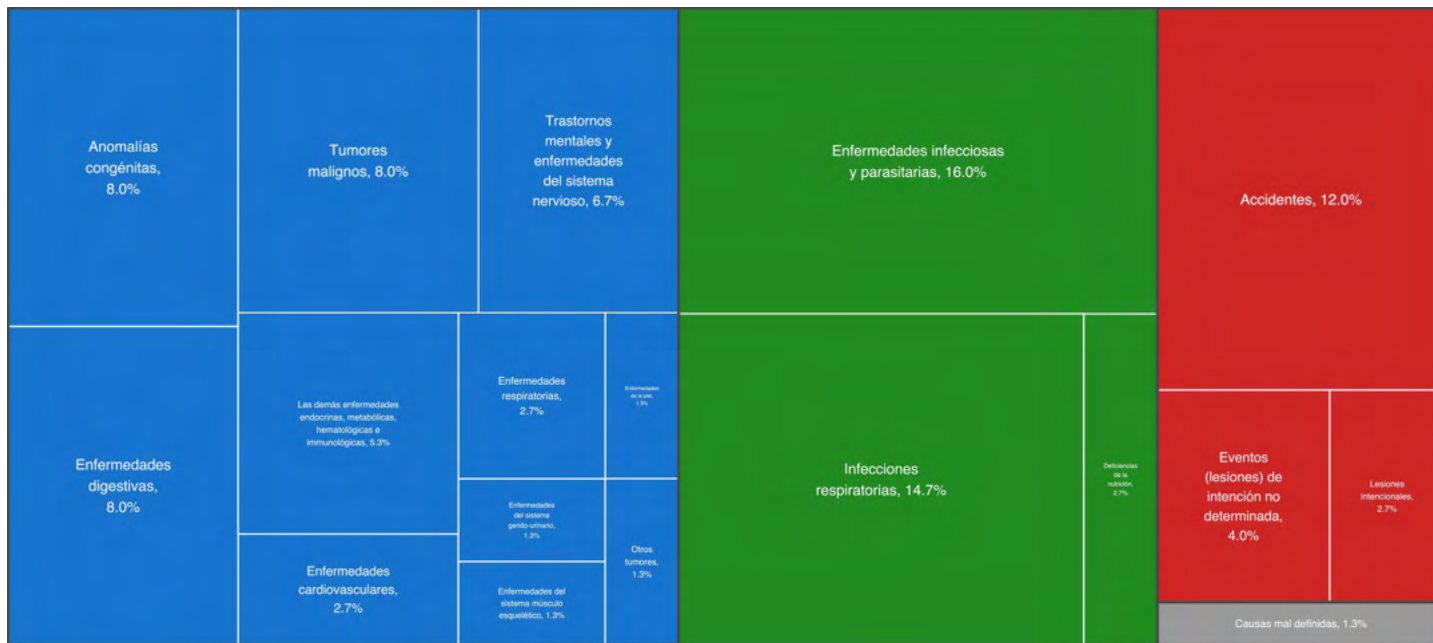 Anomalías
congénitas,
8.0%
Tumores
malignos, 8.0%
Trastornos
mentales y
enfermedades
del sistema
nervioso, 6.7%
Enfermedades
digestivas,
8.0%
Las demás enfermedades
endocrinas, metabólicas,
hematológicas e
immunológicas, 5.3%
Enfermedades
cardiovasculares,
2.7%
Enfermedades
respiratorias,
2.7%
Enfermedades
de la piel,
1.3%
Enfermedades
del sistema
genito-urinario,
1.3%
Enfermedades del
sistema músculo
esquelético, 1.3%
Otros
tumores,
1.3%
Enfermedades infecciosas
y parasitarias, 16.0%
Infecciones
respiratorias, 14.7%
Deficiencias
de la
nutrición,
2.7%
Accidentes, 12.0%
Eventos
(lesiones) de
intención no
determinada,
4.0%
Lesiones
intencionales,
2.7%
Causas mal definidas, 1.3%